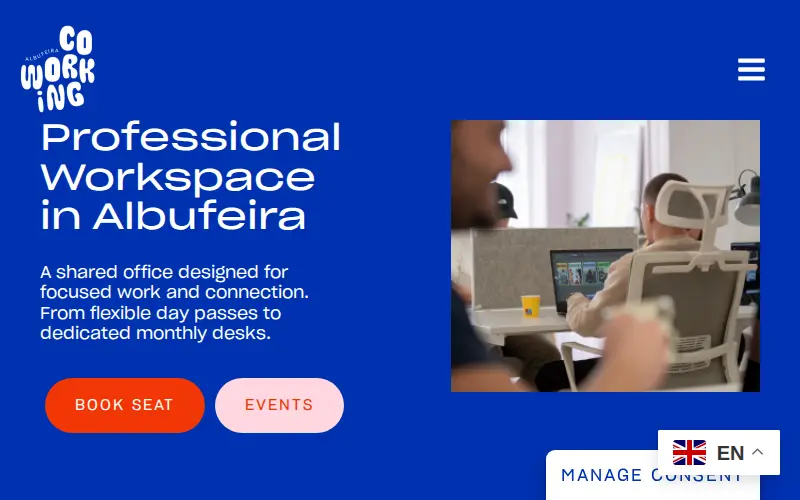 ALBUFEIRA
CO
WORK
iNG
Professional
Workspace
in Albufeira
A shared office designed for
focused work and connection.
From flexible day passes to
dedicated monthly desks.
BOOK SEAT
EVENTS
EN
MANAGE CONSENT